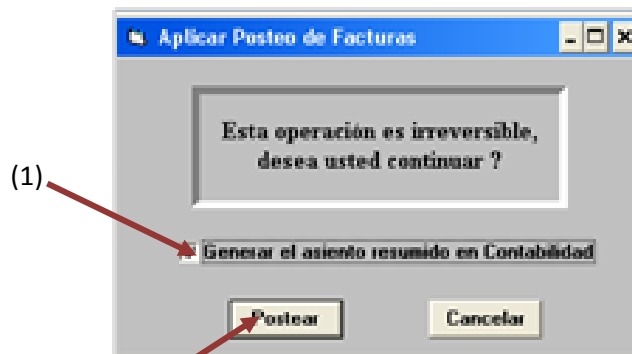 Aplicar Posteo de Facturas
Esta operación es irreversible,
desea usted continuar ?
(1)
Generar el asiento resumido en Contabilidad
Postear Cancelar